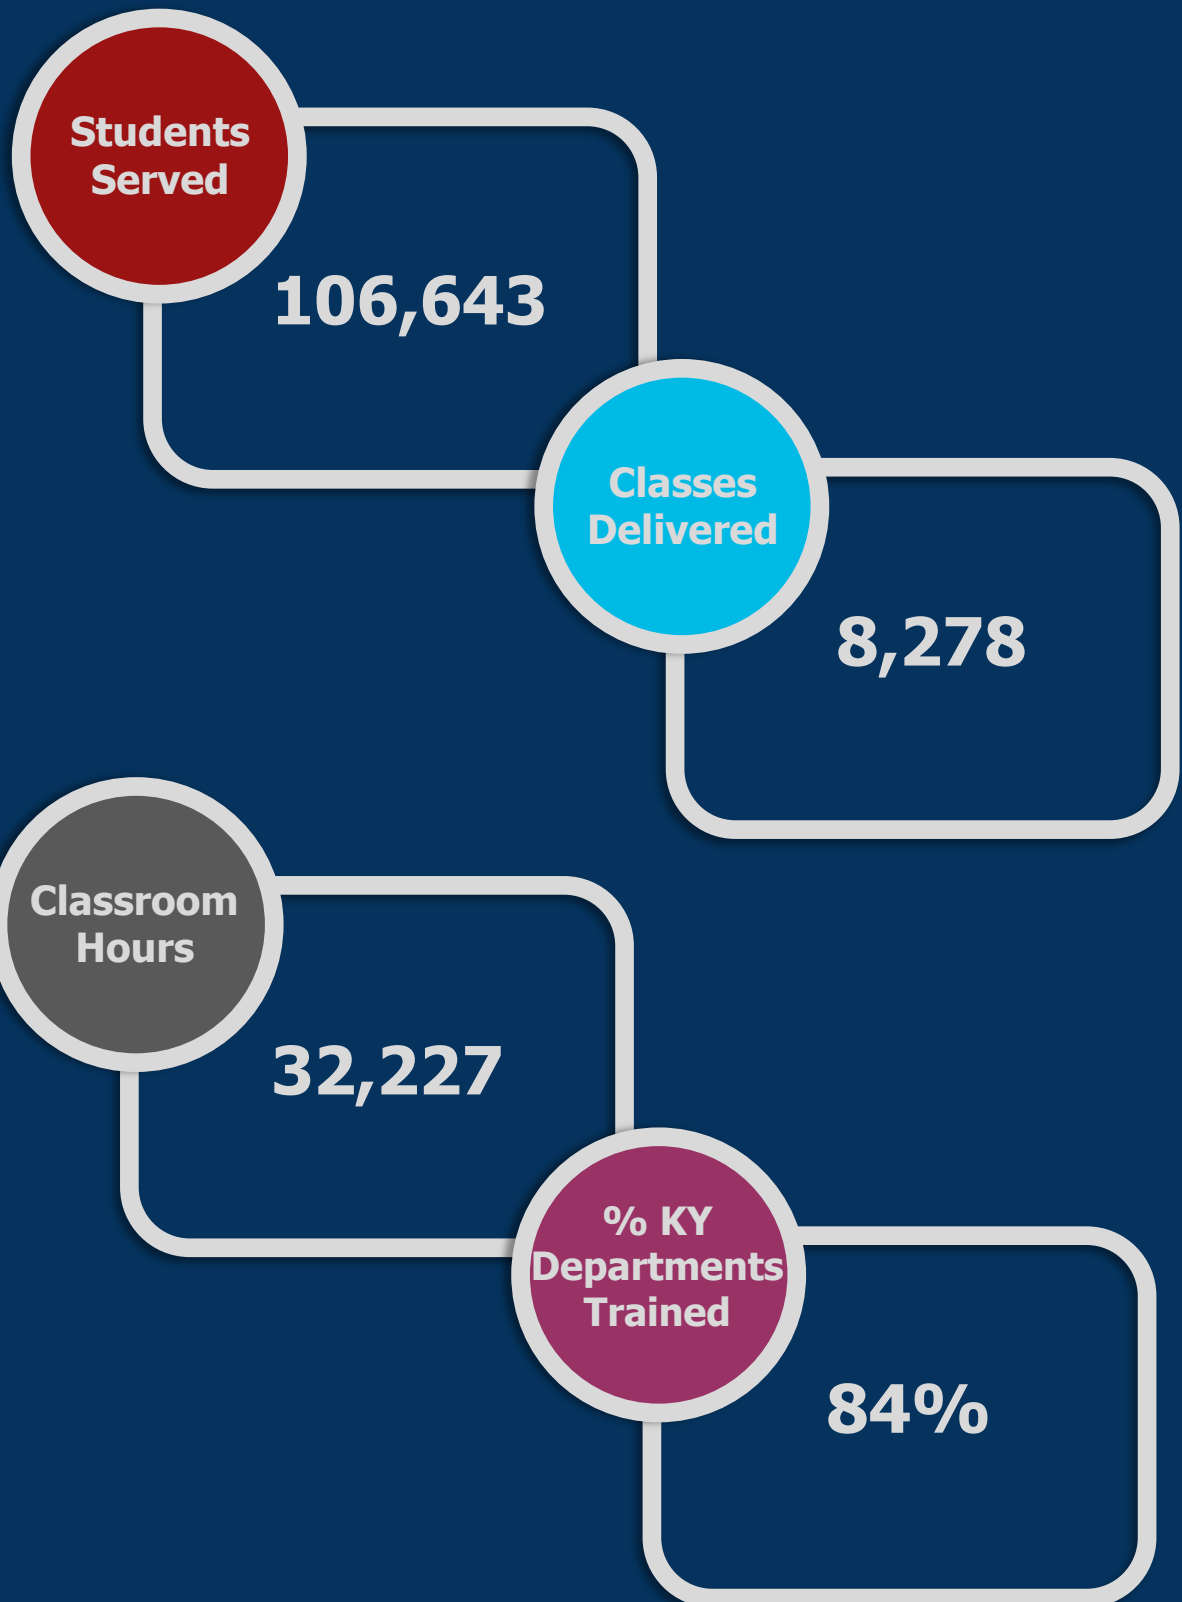 Students
Served
106,643
Classes
Delivered
8,278
Classroom
Hours
32,227
% KY
Departments
Trained
84%